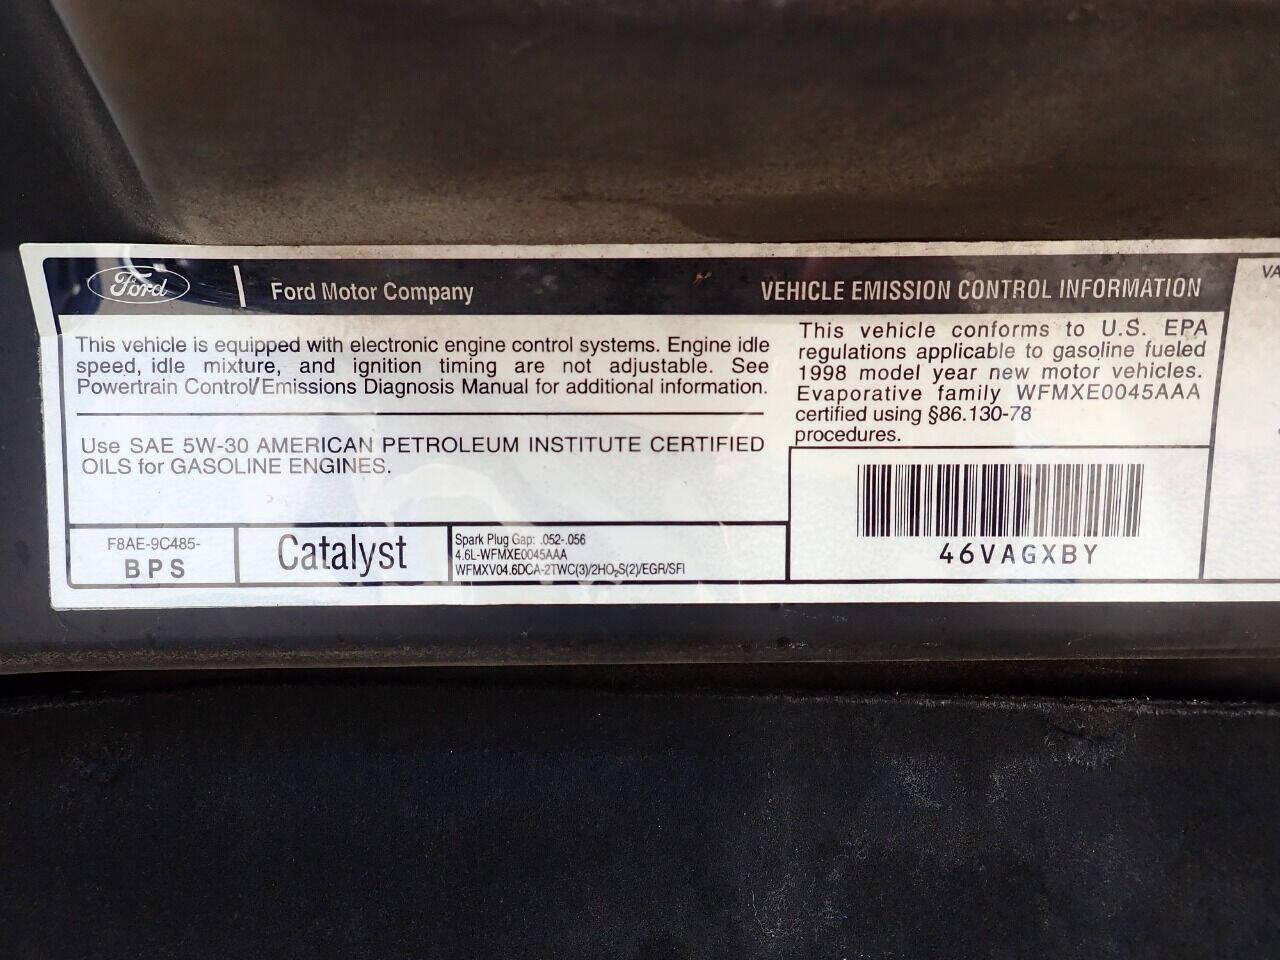 Ford
Ford Motor Company
VEHICLE EMISSION CONTROL INFORMATION
VA
This vehicle is equipped with electronic engine control systems. Engine idle
speed, idle mixture, and ignition timing are not adjustable. See
Powertrain Control/Emissions Diagnosis Manual for additional information.
Use SAE 5W-30 AMERICAN PETROLEUM INSTITUTE CERTIFIED
OILS for GASOLINE ENGINES.
This vehicle conforms to U.S. EPA
regulations applicable to gasoline fueled
1998 model year new motor vehicles.
Evaporative family WFMXE0045AAA
certified using §86.130-78
procedures.
F8AE-9C485-
BPS
Catalyst
Spark Plug Gap: .052-.056
4.6L-WFMXE0045AAA
WFMXV04.6DCA-2TWC(3)/2HO₂S(2)/EGR/SFI
46VAGXBY